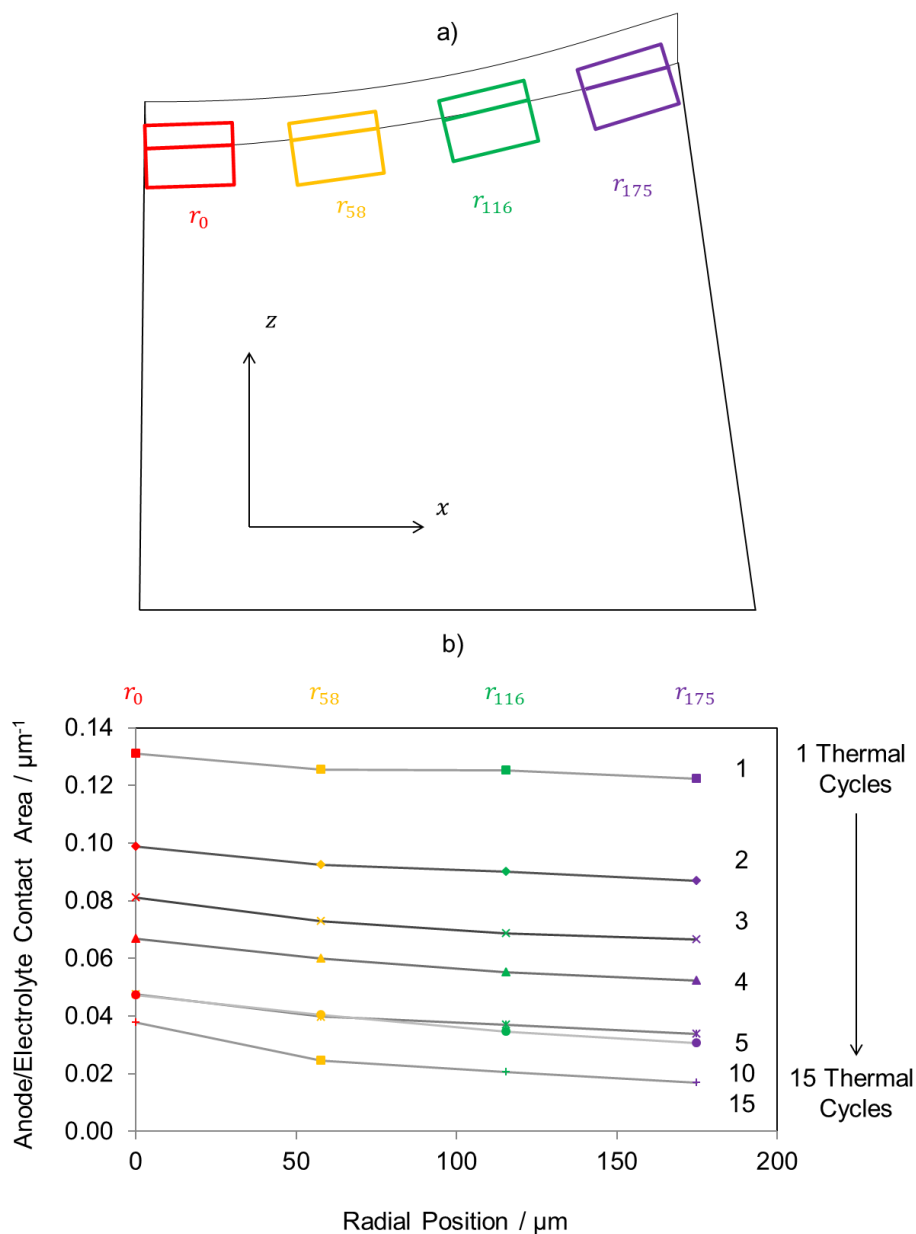 a)
r₀
r₅₈
r₁₁₆
r₁₇₅
z
x
b)
r₀ r₅₈ r₁₁₆ r₁₇₅
Anode/Electrolyte Contact Area / µm⁻¹
0.14
0.12
0.10
0.08
0.06
0.04
0.02
0.00
1
2
3
4
5
10
15
1 Thermal
Cycles
15 Thermal
Cycles
0 50 100 150 200
Radial Position / µm